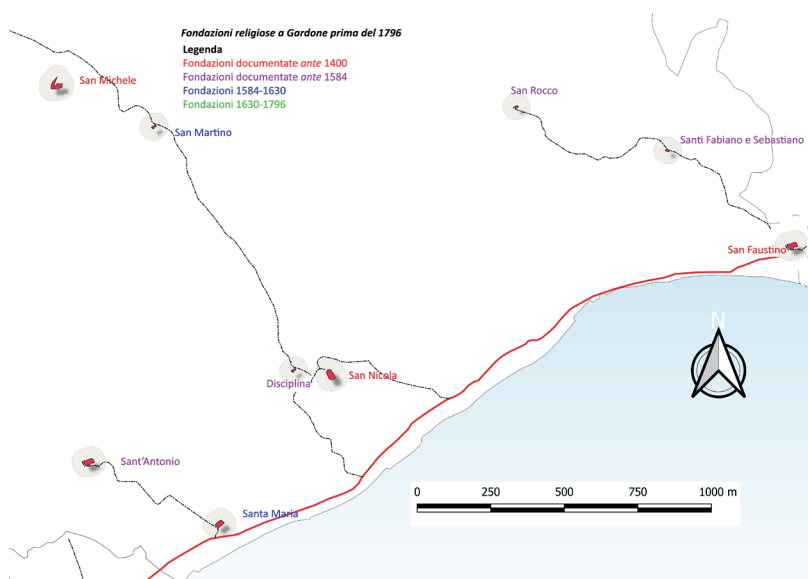 Fondazioni religiose a Gardone prima del 1796
Legenda
Fondazioni documentate ante 1400
Fondazioni documentate ante 1584
Fondazioni 1584-1630
Fondazioni 1630-1796
San Michele
San Rocco
San Martino
Santi Fabiano e Sebastiano
San Faustino
N
Disciplina
San Nicola
Sant'Antonio
Santa Maria
0 250 500 750 1000 m